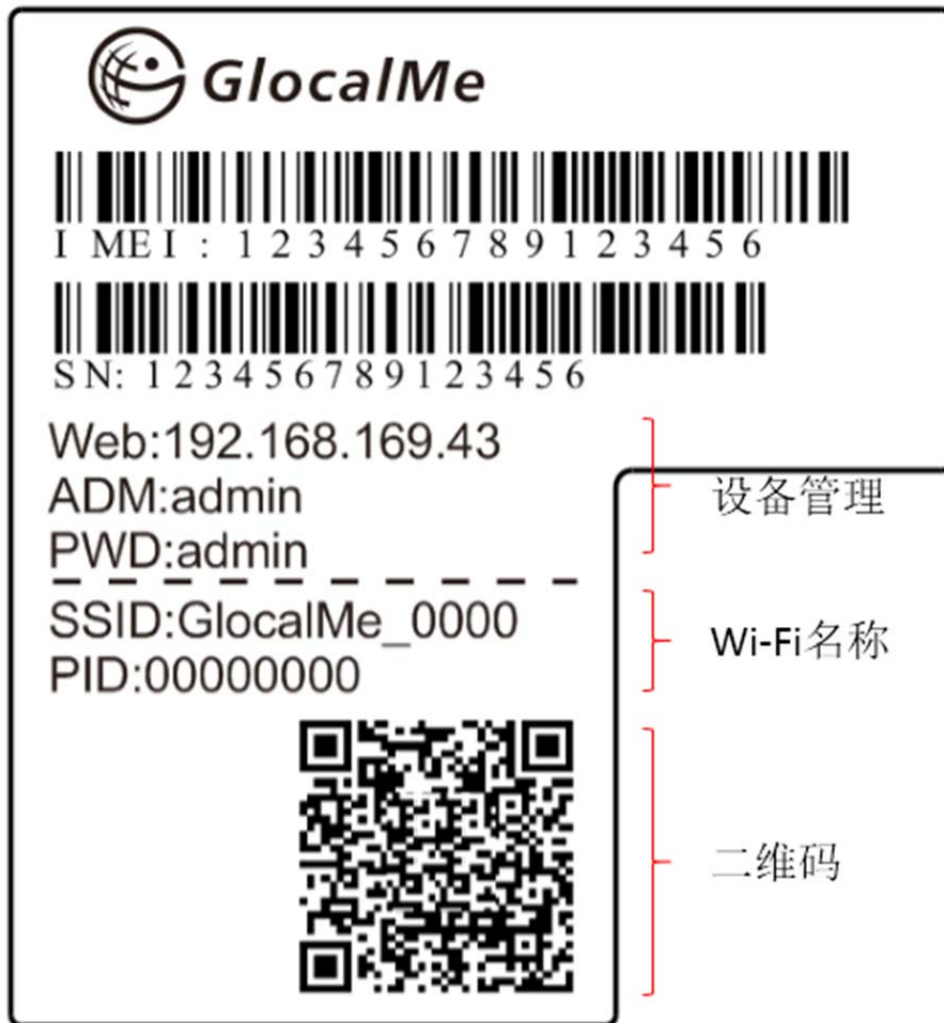 GlocalMe
IMEI: 123456789123456
SN: 123456789123456
Web:192.168.169.43
ADM:admin
PWD:admin
设备管理
SSID:GlocalMe_0000
PID:00000000
Wi-Fi名称
二维码